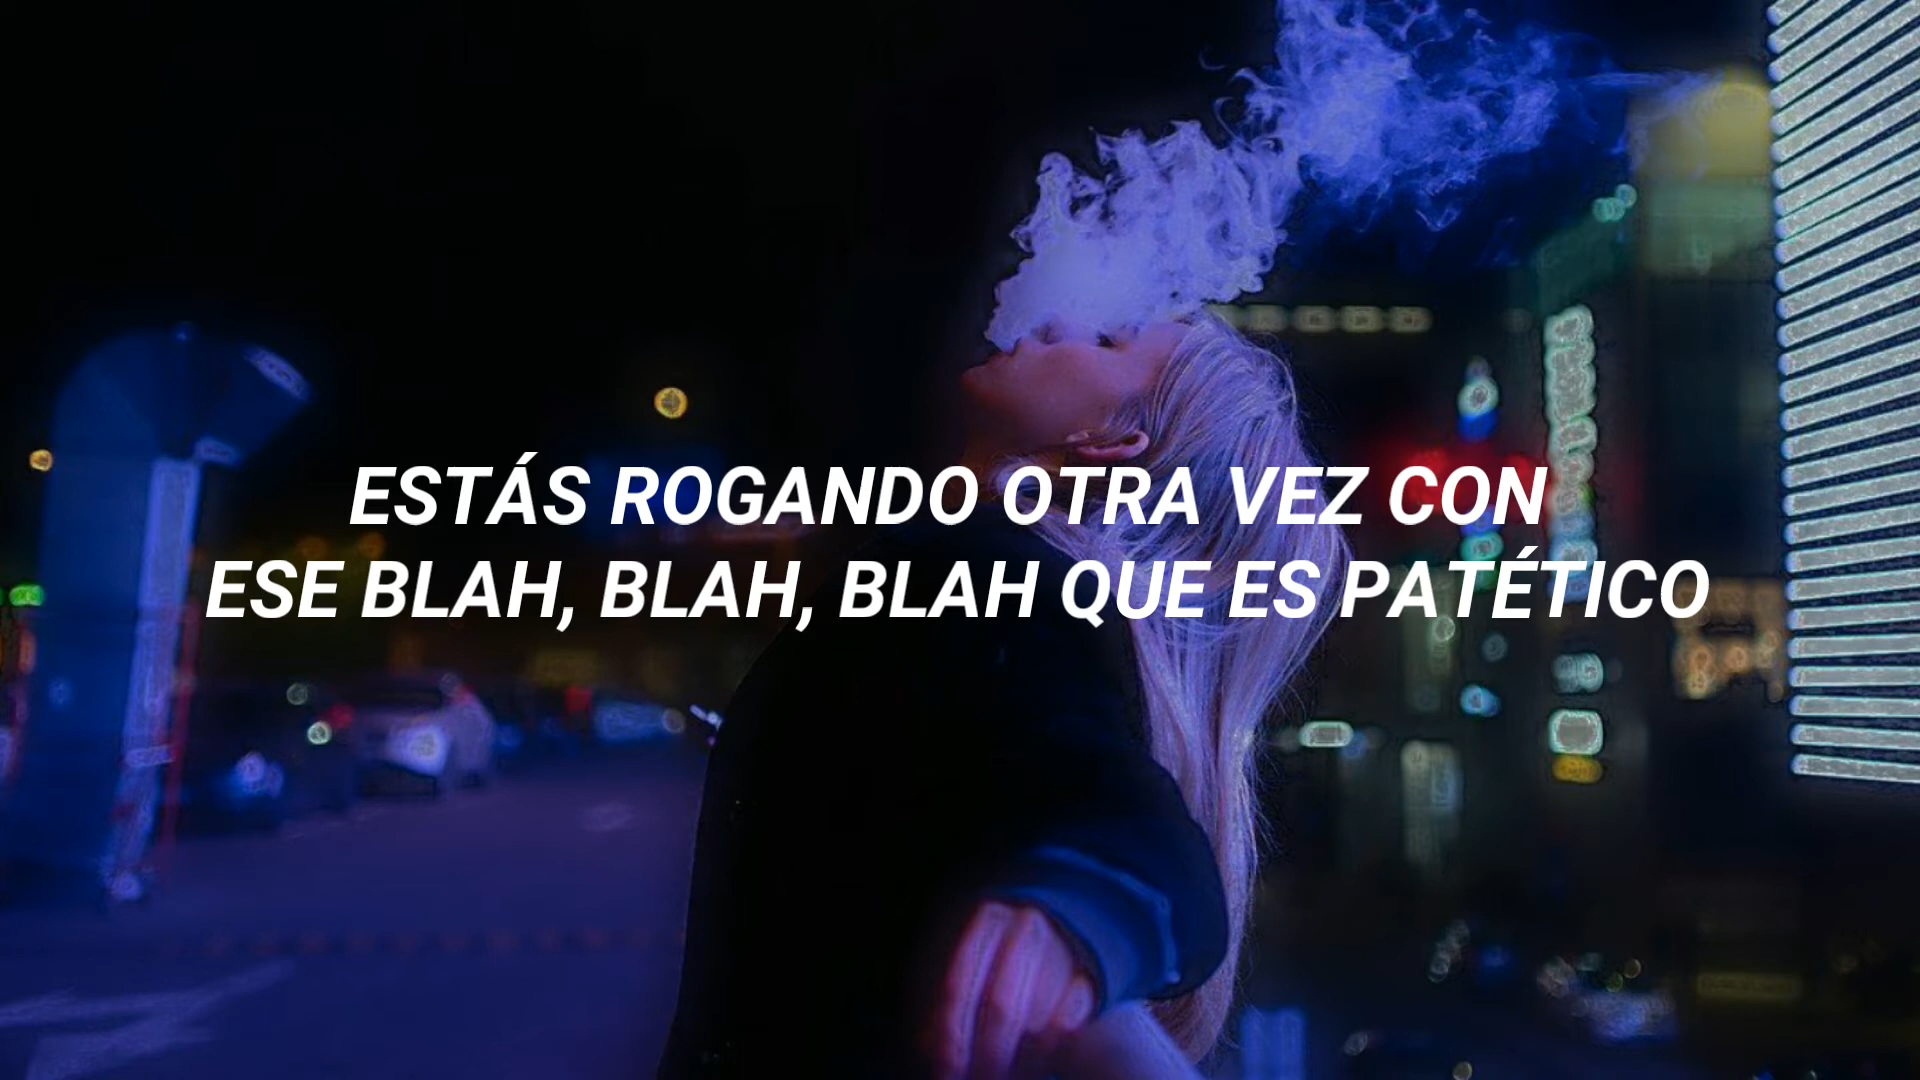 ESTÁS ROGANDO OTRA VEZ CON
ESE BLAH, BLAH, BLAH QUE ES PATÉTICO